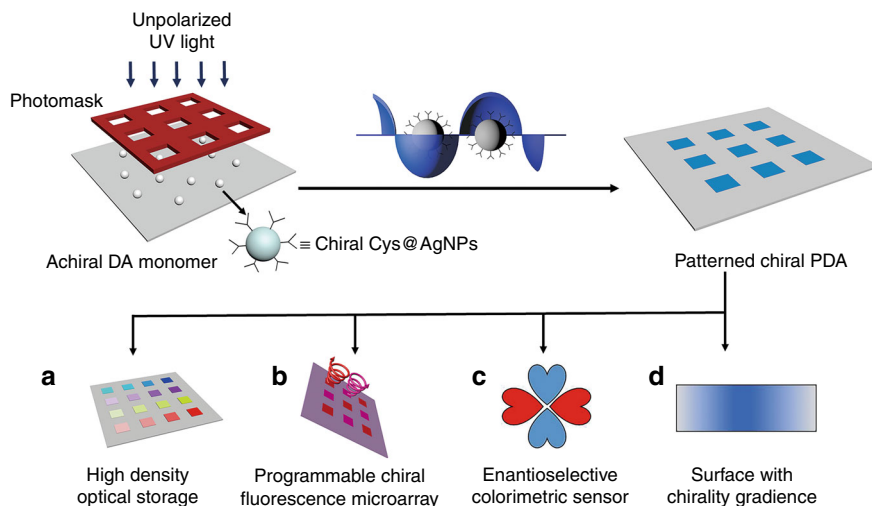 Unpolarized
UV light
Photomask
Achiral DA monomer
≡ Chiral Cys@AgNPs
Patterned chiral PDA
a
b
c
d
High density
optical storage
Programmable chiral
fluorescence microarray
Enantioselective
colorimetric sensor
Surface with
chirality gradience